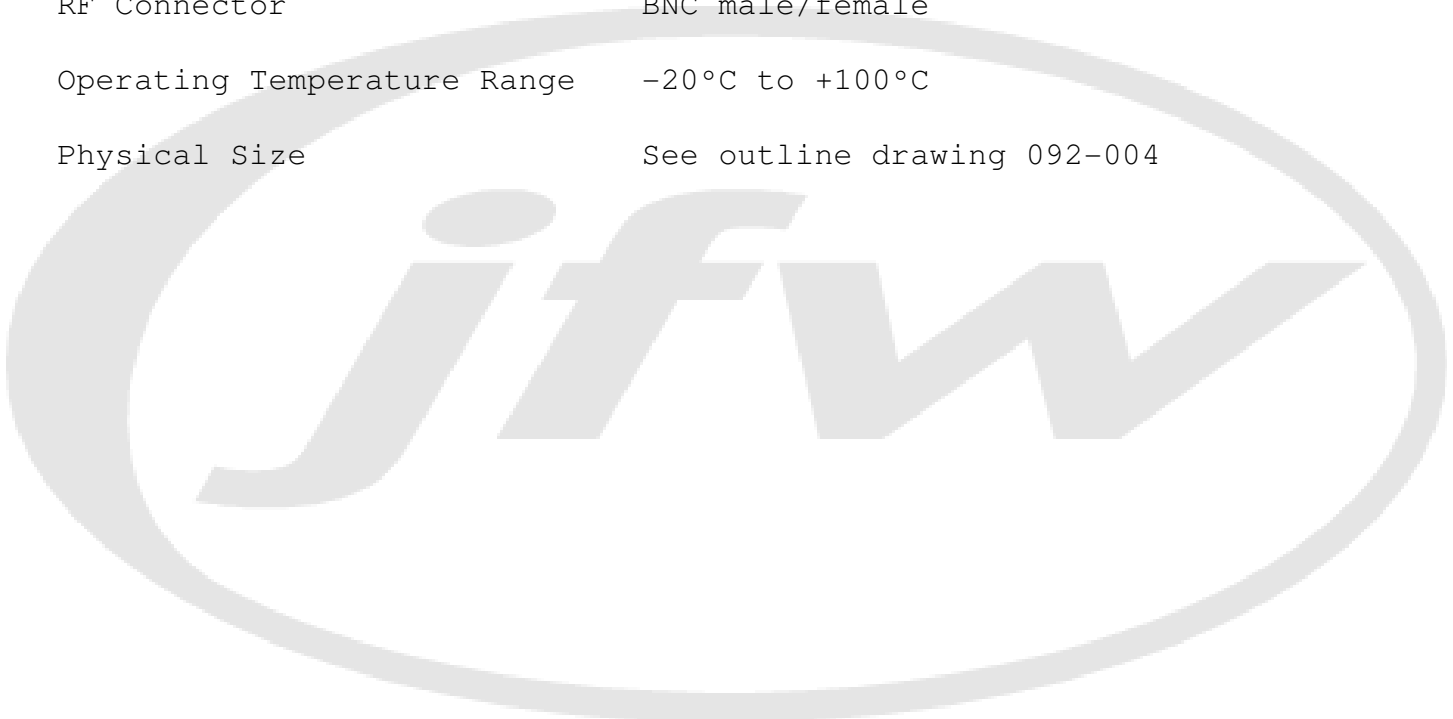 RF Connector BNC male/female
Operating Temperature Range -20°C to +100°C
Physical Size See outline drawing 092-004
jfw